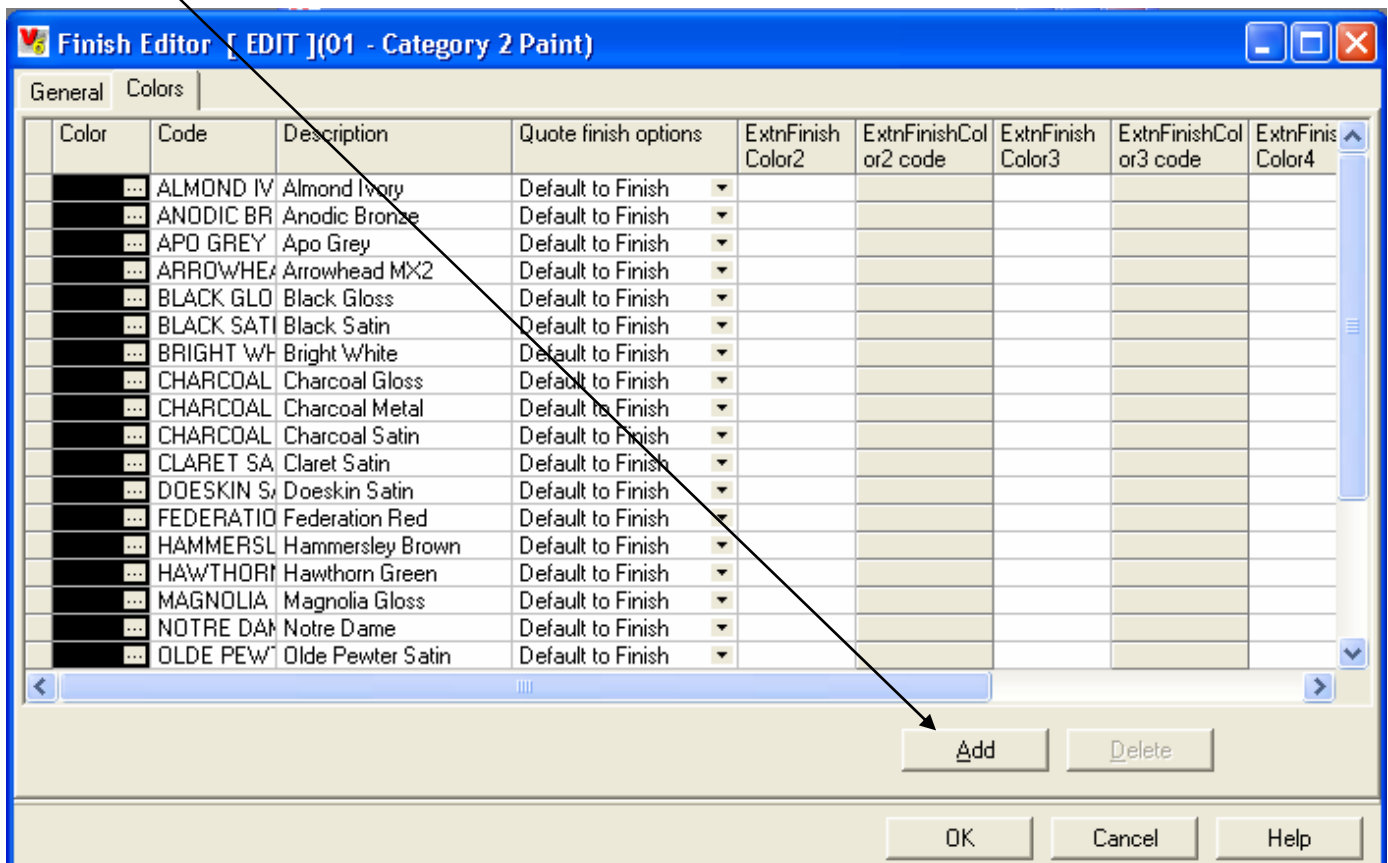 Finish Editor [ EDIT ](01 - Category 2 Paint)
General Colors
Color Code Description Quote finish options ExtnFinish Color2 ExtnFinishCol or2 code ExtnFinish Color3 ExtnFinishCol or3 code ExtnFinis Color4
... ALMOND IV Almond Ivory Default to Finish
... ANODIC BR Anodic Bronze Default to Finish
... APO GREY Apo Grey Default to Finish
... ARROWHEA Arrowhead MX2 Default to Finish
... BLACK GLO Black Gloss Default to Finish
... BLACK SATI Black Satin Default to Finish
... BRIGHT WH Bright White Default to Finish
... CHARCOAL Charcoal Gloss Default to Finish
... CHARCOAL Charcoal Metal Default to Finish
... CHARCOAL Charcoal Satin Default to Finish
... CLARET SA Claret Satin Default to Finish
... DOESKIN SA Doeskin Satin Default to Finish
... FEDERATIO Federation Red Default to Finish
... HAMMERSL Hammersley Brown Default to Finish
... HAWTHORN Hawthorn Green Default to Finish
... MAGNOLIA Magnolia Gloss Default to Finish
... NOTRE DAM Notre Dame Default to Finish
... OLDE PEWT Olde Pewter Satin Default to Finish
Add Delete
OK Cancel Help